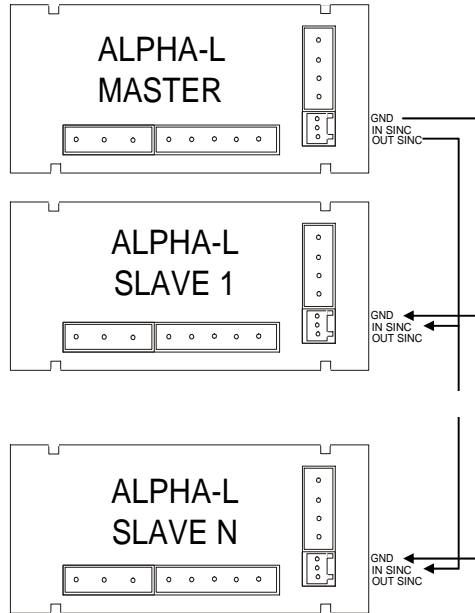 ALPHA-L
MASTER
GND
IN SINC
OUT SINC
ALPHA-L
SLAVE 1
GND
IN SINC
OUT SINC
ALPHA-L
SLAVE N
GND
IN SINC
OUT SINC